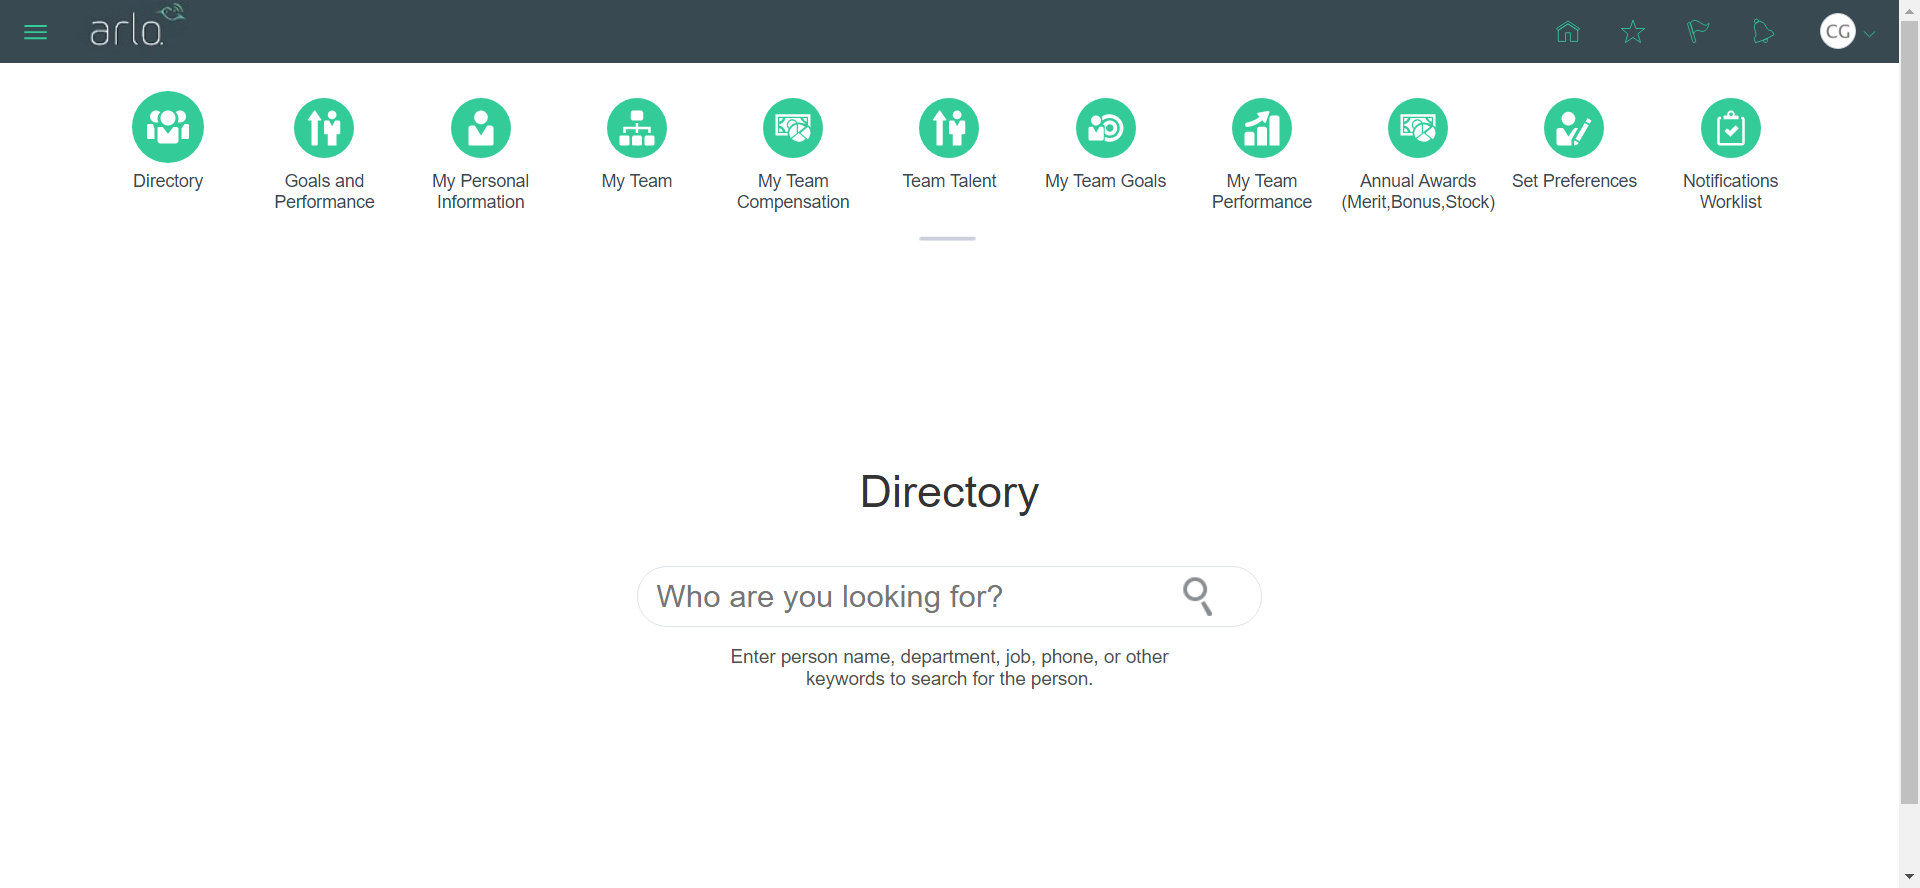 arlo.
CG
Directory
Goals and
Performance
My Personal
Information
My Team
My Team
Compensation
Team Talent
My Team Goals
My Team
Performance
Annual Awards
(Merit,Bonus,Stock)
Set Preferences
Notifications
Worklist
Directory
Who are you looking for?
Enter person name, department, job, phone, or other
keywords to search for the person.